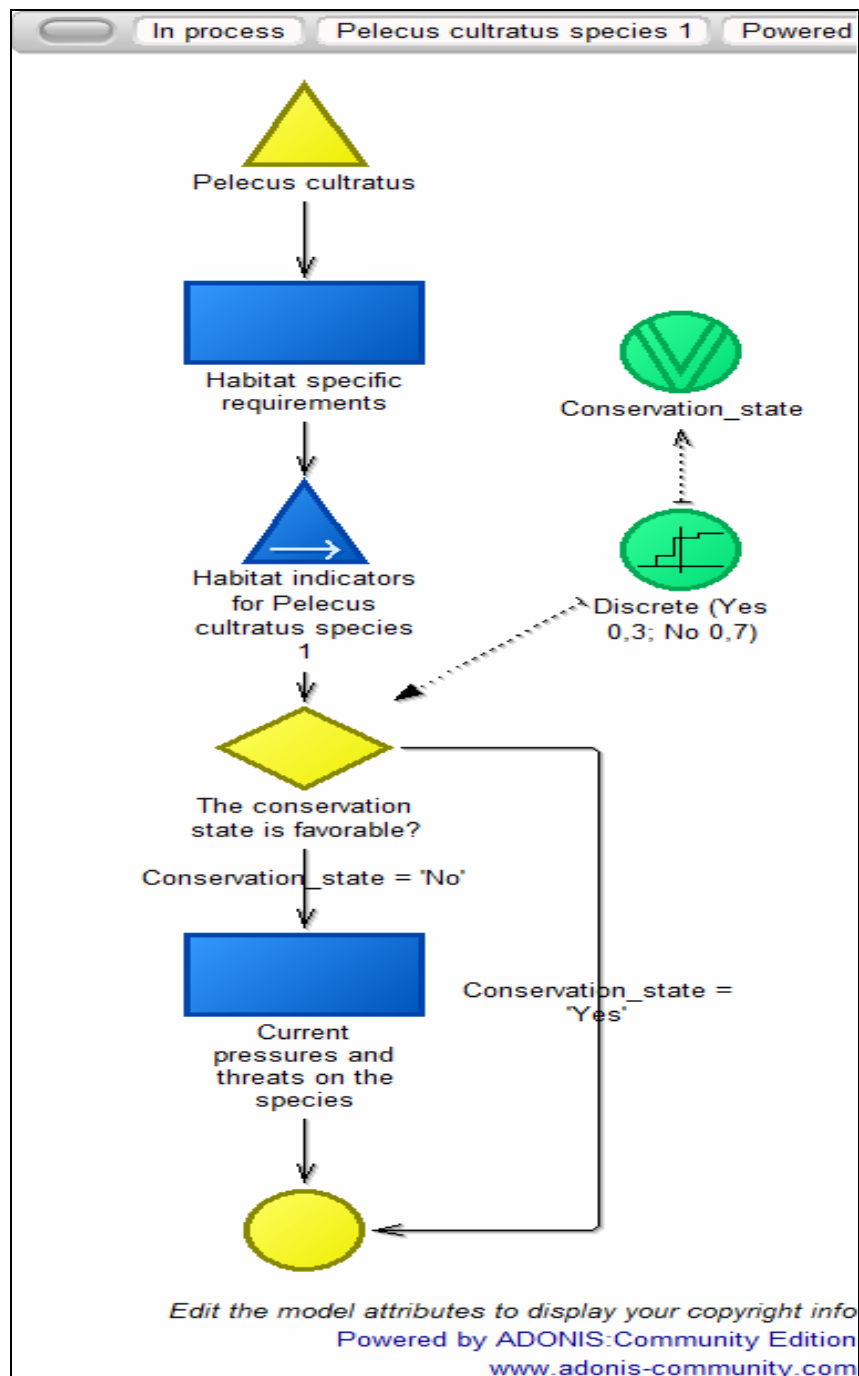 In process
Pelecus cultratus species 1
Powered
Pelecus cultratus
Habitat specific
requirements
Conservation_state
Habitat indicators
for Pelecus
cultratus species
1
Discrete (Yes
0,3; No 0,7)
The conservation
state is favorable?
Conservation_state = 'No'
Conservation_state =
'Yes'
Current
pressures and
threats on the
species
Edit the model attributes to display your copyright info
Powered by ADONIS:Community Edition
www.adonis-community.com